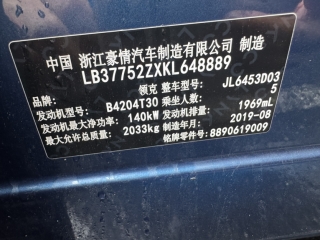 中国 浙江豪情汽车制造有限公司 制造
LB37752ZXKL648889
品牌: 领克 整车型号: JL6453D03
发动机型号: B4204T30 乘坐人数: 5
发动机最大净功率: 140kW 发动机排量: 1969mL
最大允许总质量: 2033kg 制造年月: 2019-08
铭牌零件号: 8890619009